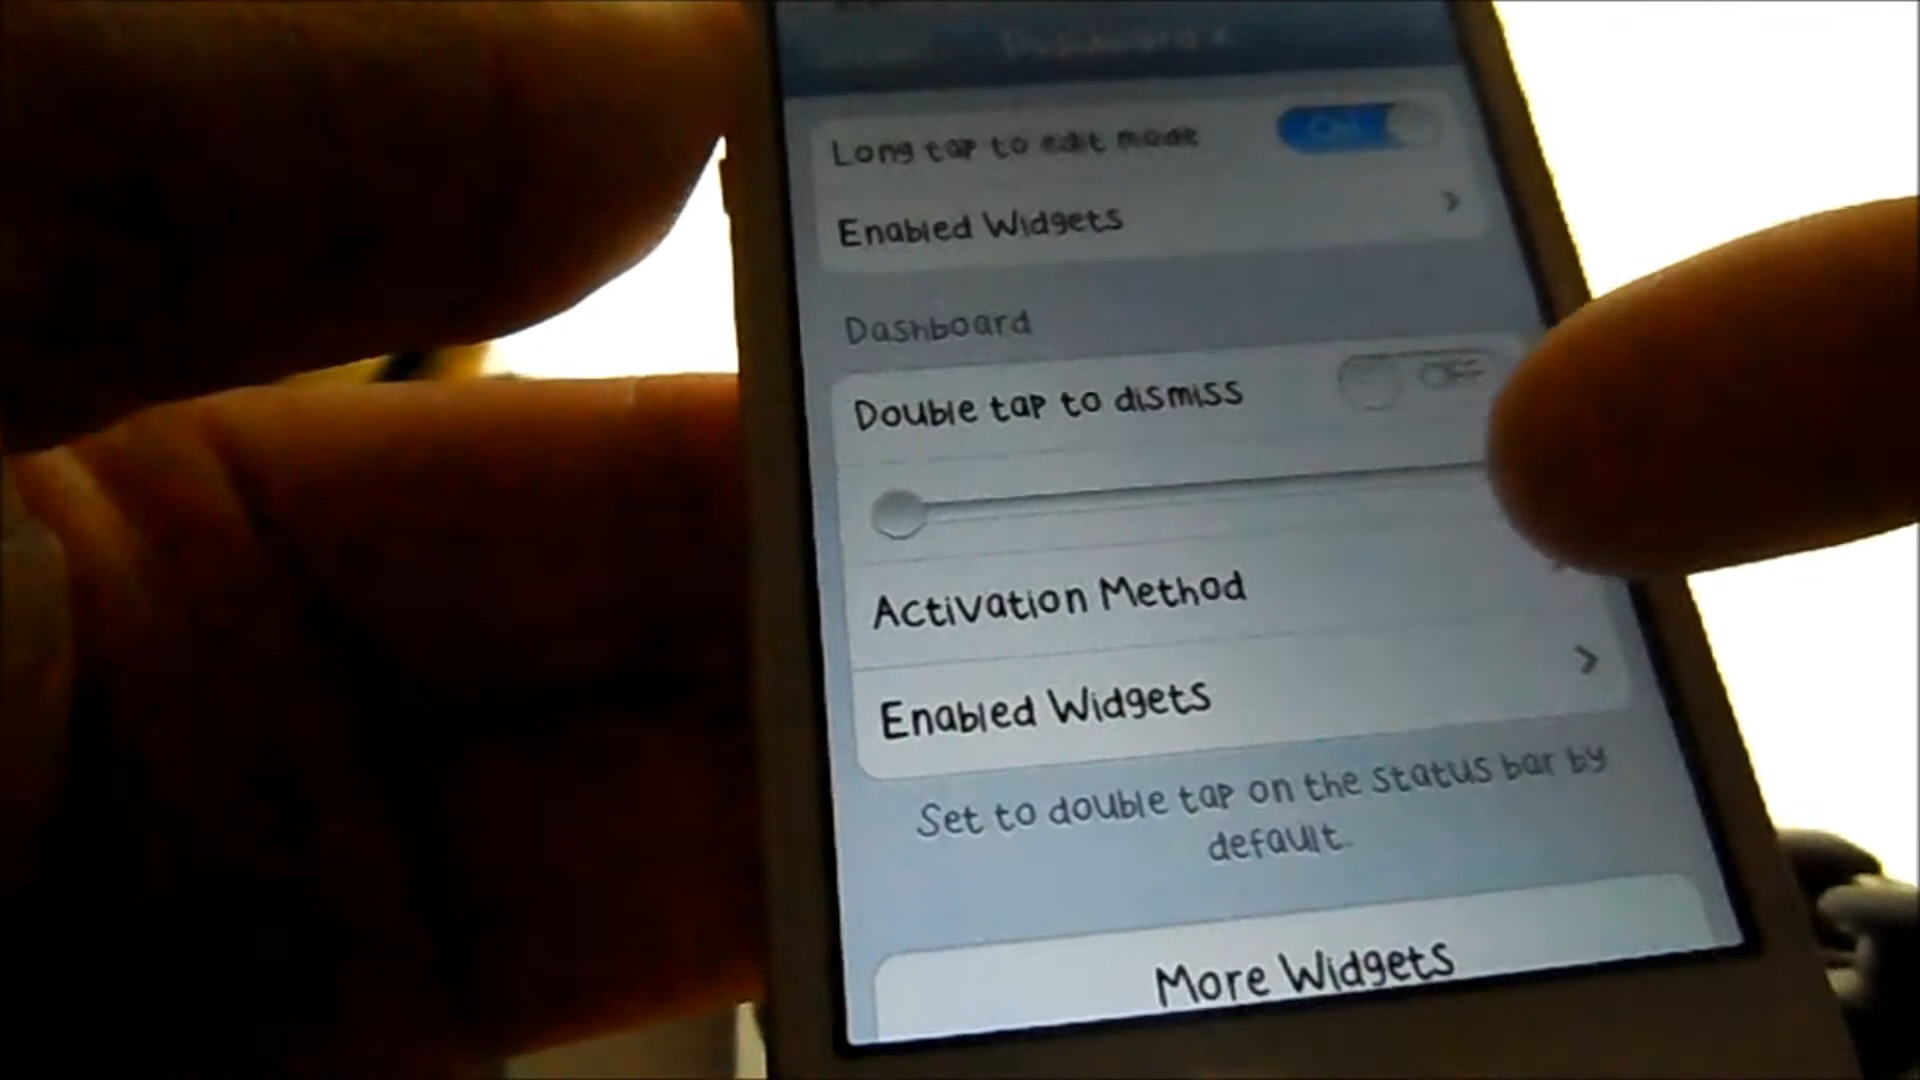 Long tap to edit mode ON
Enabled Widgets
Dashboard
Double tap to dismiss OFF
Activation Method
Enabled Widgets
Set to double tap on the status bar by
default.
More Widgets